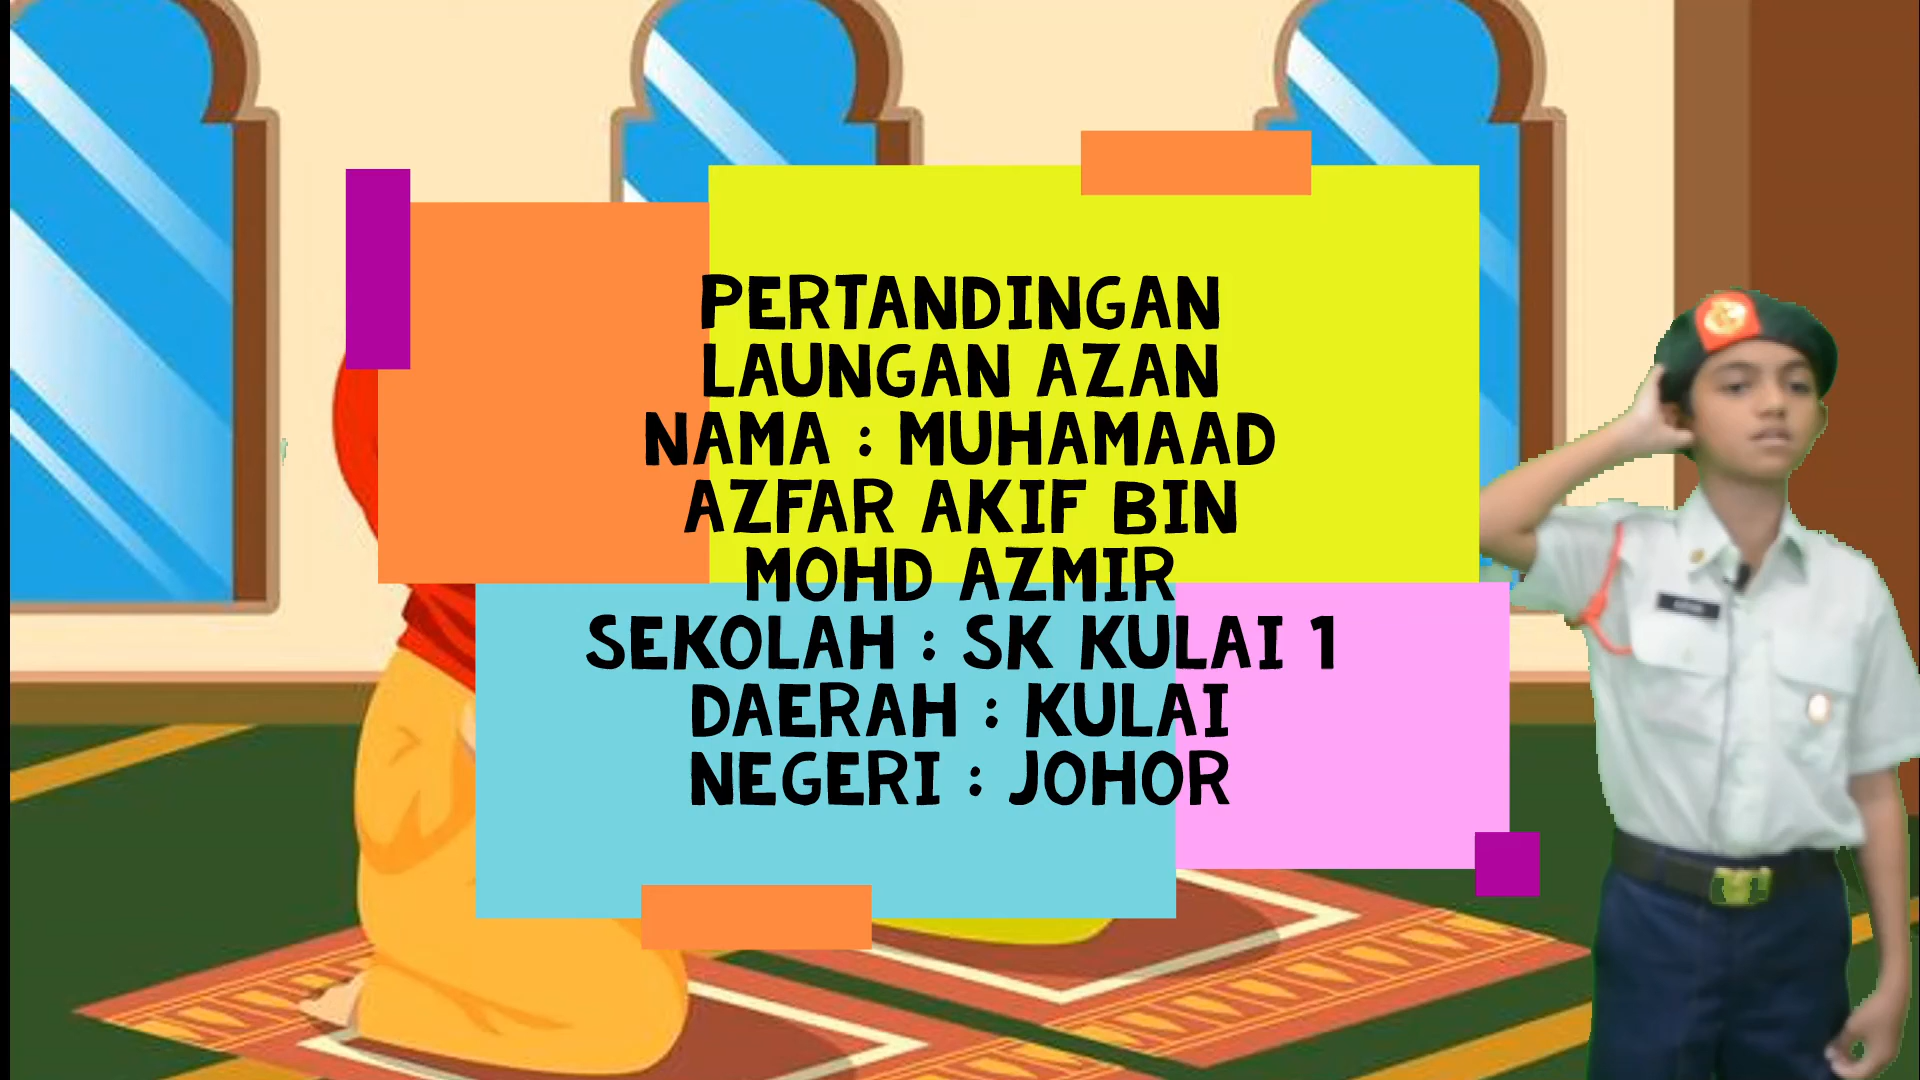 PERTANDINGAN
LAUNGAN AZAN
NAMA : MUHAMAAD
AZFAR AKIF BIN
MOHD AZMIR
SEKOLAH : SK KULAI 1
DAERAH : KULAI
NEGERI : JOHOR